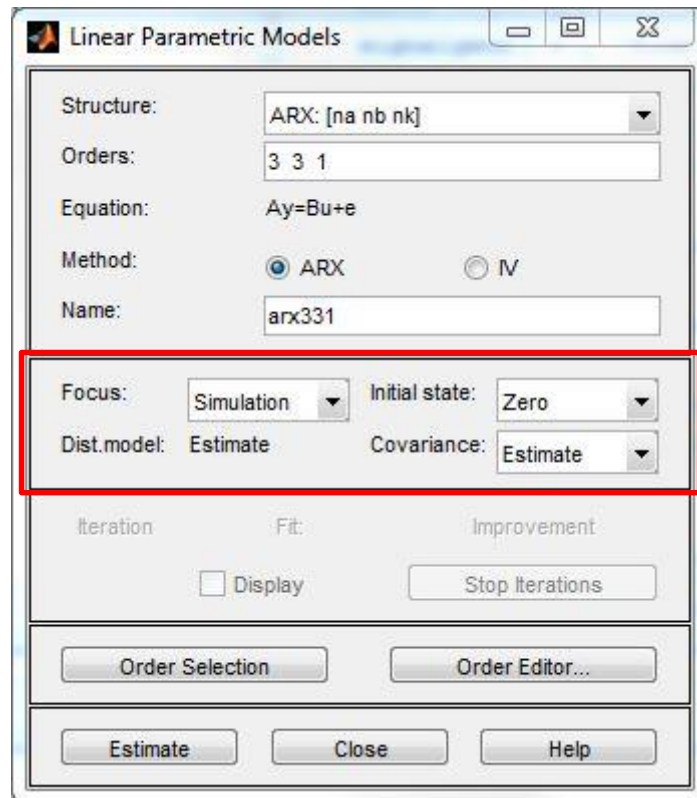 Linear Parametric Models
Structure: ARX: [na nb nk]
Orders: 3 3 1
Equation: Ay=Bu+e
Method: ARX IV
Name: arx331
Focus: Simulation Initial state: Zero
Dist.model: Estimate Covariance: Estimate
Iteration Fit: Improvement
Display Stop Iterations
Order Selection Order Editor...
Estimate Close Help